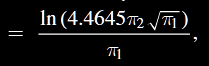 = ln (4.4645π₂ √π₁) / π₁,